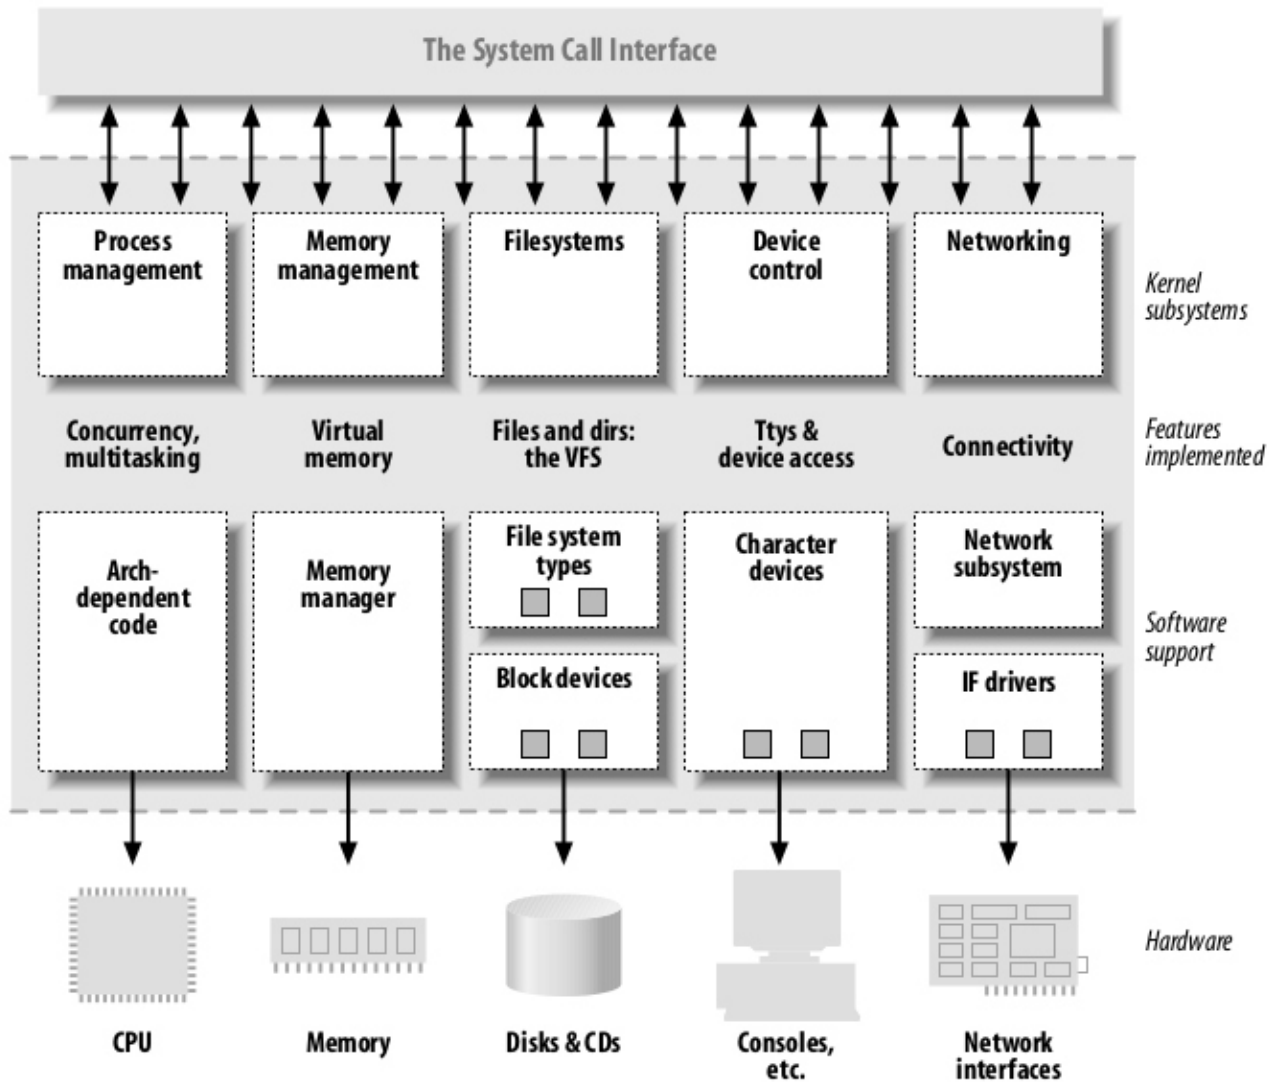 The System Call Interface
Process
management
Memory
management
Filesystems
Device
control
Networking
Kernel
subsystems
Concurrency,
multitasking
Virtual
memory
Files and dirs:
the VFS
Ttys &
device access
Connectivity
Features
implemented
Arch-
dependent
code
Memory
manager
File system
types
Block devices
Character
devices
Network
subsystem
IF drivers
Software
support
CPU
Memory
Disks & CDs
Consoles,
etc.
Network
interfaces
Hardware